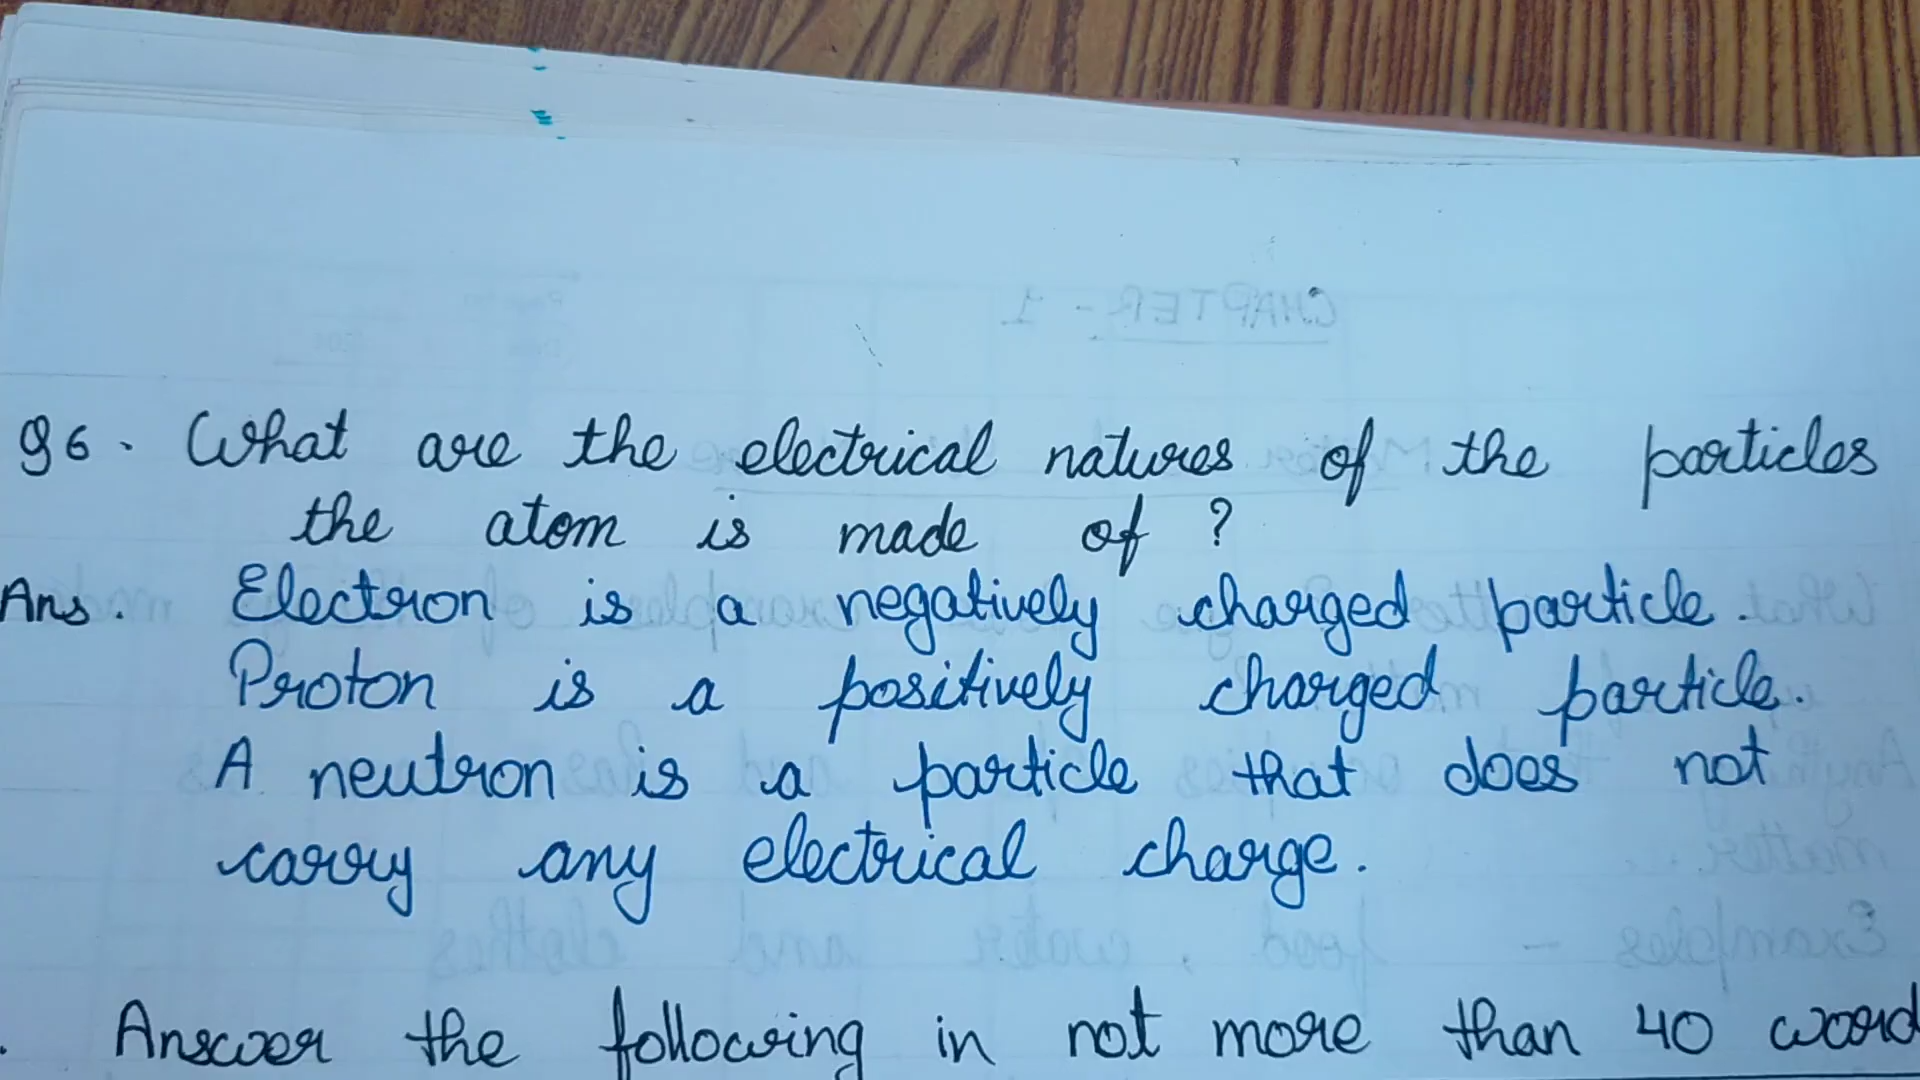 Q6. What are the electrical natures of the particles
the atom is made of ?
Ans. Electron is a negatively charged particle.
Proton is a positively charged particle.
A neutron is a particle that does not
carry any electrical charge.
Answer the following in not more than 40 word
CHAPTER - 1